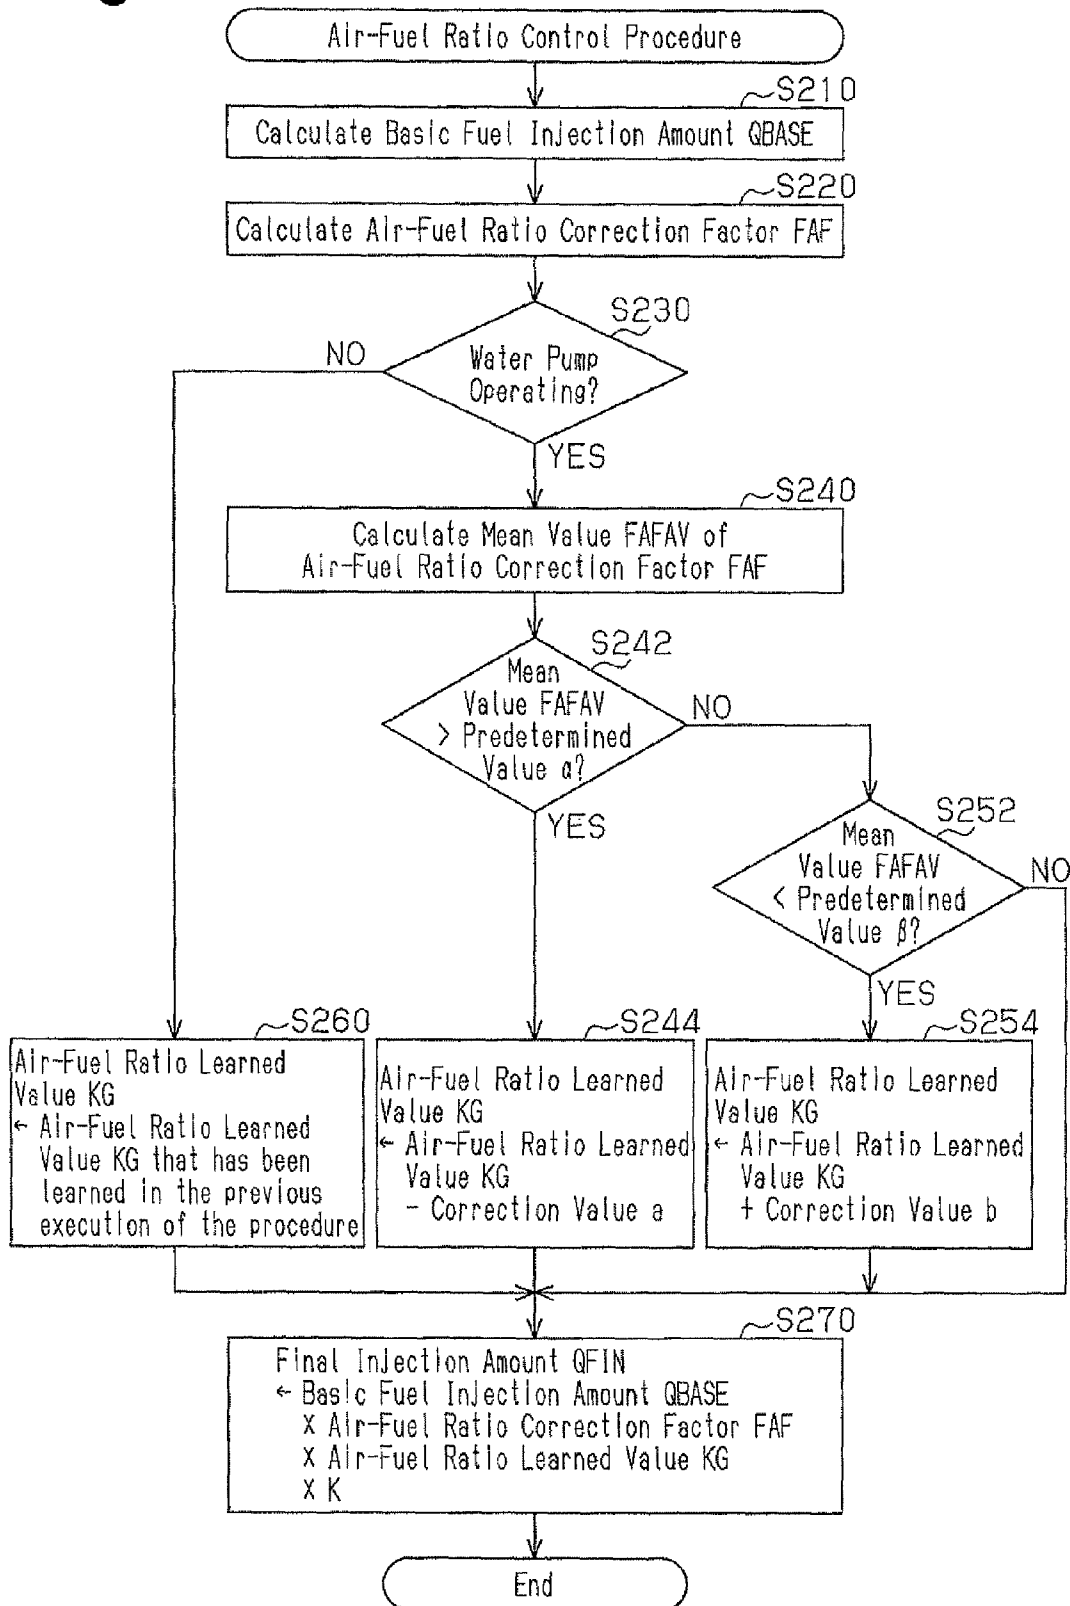 Air-Fuel Ratio Control Procedure
S210
Calculate Basic Fuel Injection Amount QBASE
S220
Calculate Air-Fuel Ratio Correction Factor FAF
S230
NO
Water Pump
Operating?
YES
S240
Calculate Mean Value FAFAV of
Air-Fuel Ratio Correction Factor FAF
S242
Mean
Value FAFAV
> Predetermined
Value α?
NO
YES
S252
Mean
Value FAFAV
< Predetermined
Value β?
NO
YES
S260
Air-Fuel Ratio Learned
Value KG
← Air-Fuel Ratio Learned
Value KG that has been
learned in the previous
execution of the procedure
S244
Air-Fuel Ratio Learned
Value KG
← Air-Fuel Ratio Learned
Value KG
- Correction Value a
S254
Air-Fuel Ratio Learned
Value KG
← Air-Fuel Ratio Learned
Value KG
+ Correction Value b
S270
Final Injection Amount QFIN
← Basic Fuel Injection Amount QBASE
X Air-Fuel Ratio Correction Factor FAF
X Air-Fuel Ratio Learned Value KG
X K
End